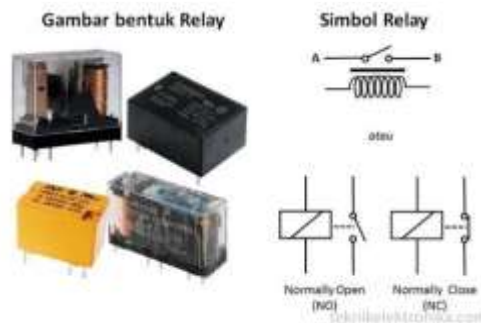 Gambar bentuk Relay
Simbol Relay
A
B
atau
Normally Open
(NO)
Normally Close
(NC)
teknikelektronika.com